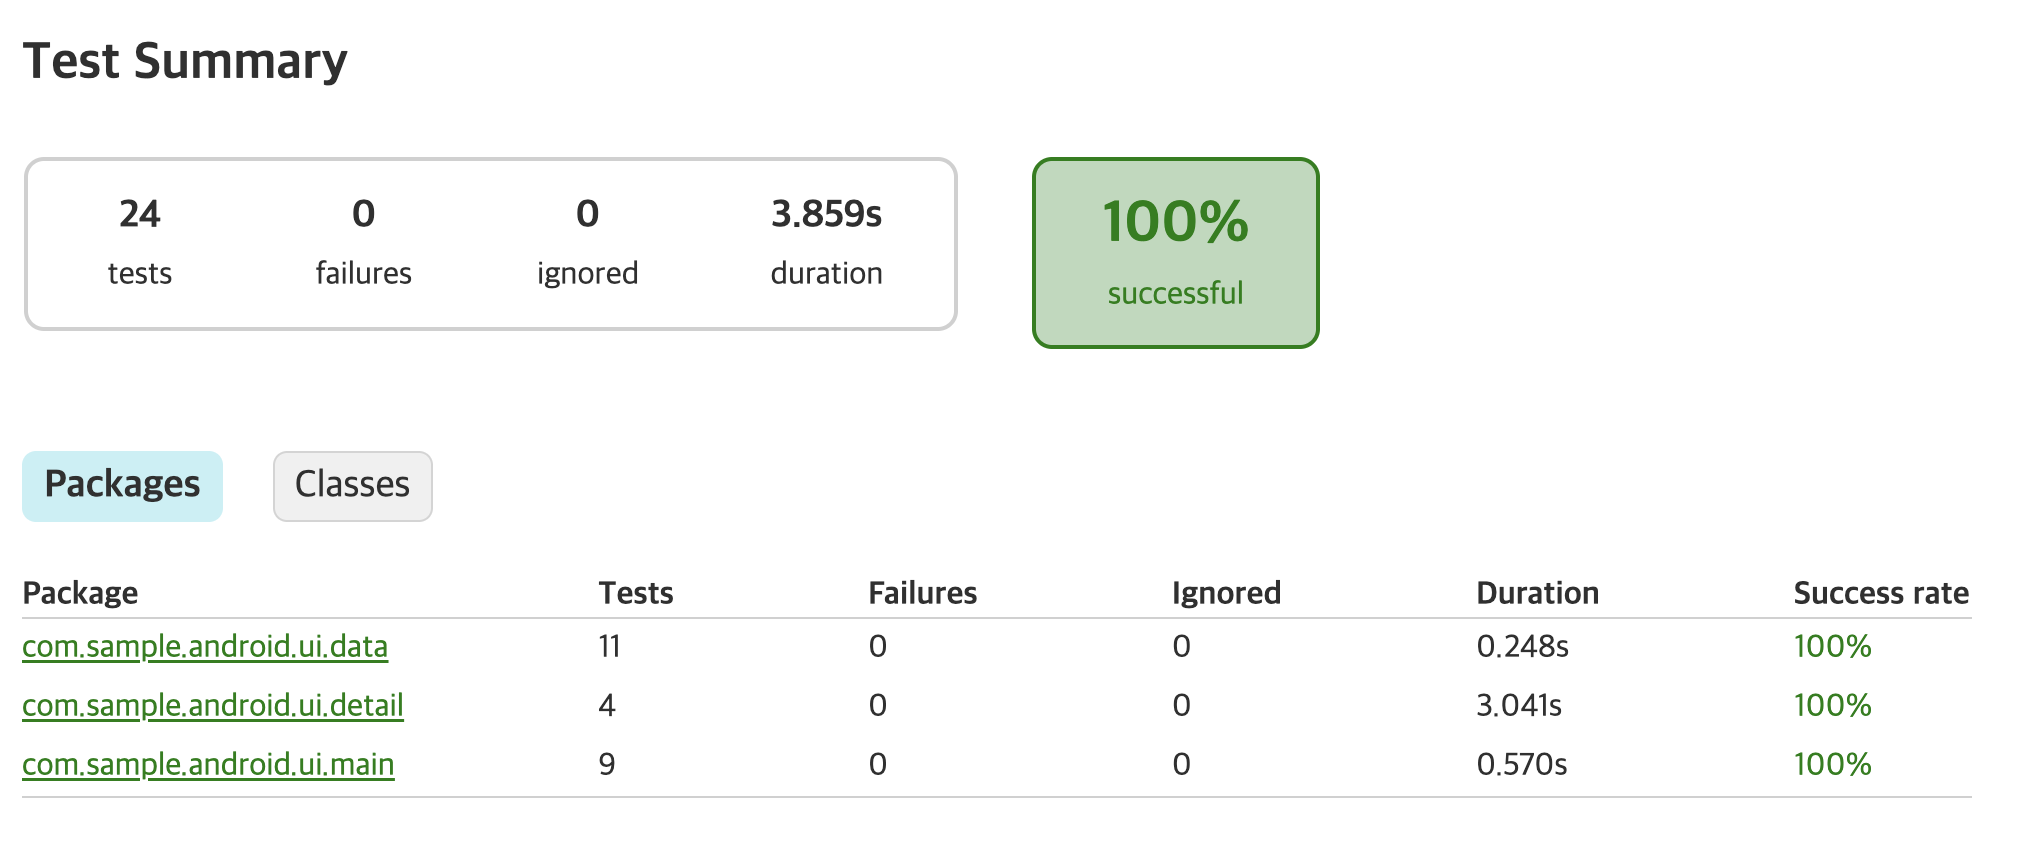 Test Summary
24 0 0 3.859s
tests failures ignored duration
100%
successful
Packages Classes
Package Tests Failures Ignored Duration Success rate
com.sample.android.ui.data 11 0 0 0.248s 100%
com.sample.android.ui.detail 4 0 0 3.041s 100%
com.sample.android.ui.main 9 0 0 0.570s 100%